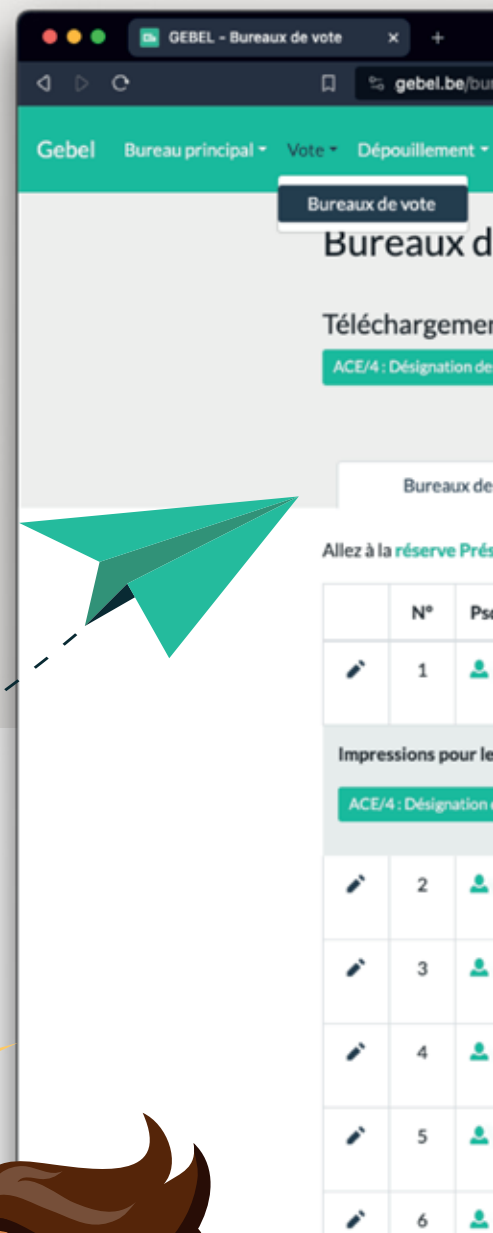 GEBEL - Bureaux de vote × +
gebel.be/bur
Gebel Bureau principal Vote Dépouillement
Bureaux de vote
Bureaux d
Téléchargemen
ACE/4 : Désignation de
Bureaux de
Allez à la réserve Prés
N° Pso
1
Impressions pour le
ACE/4 : Désignation d
2
3
4
5
6